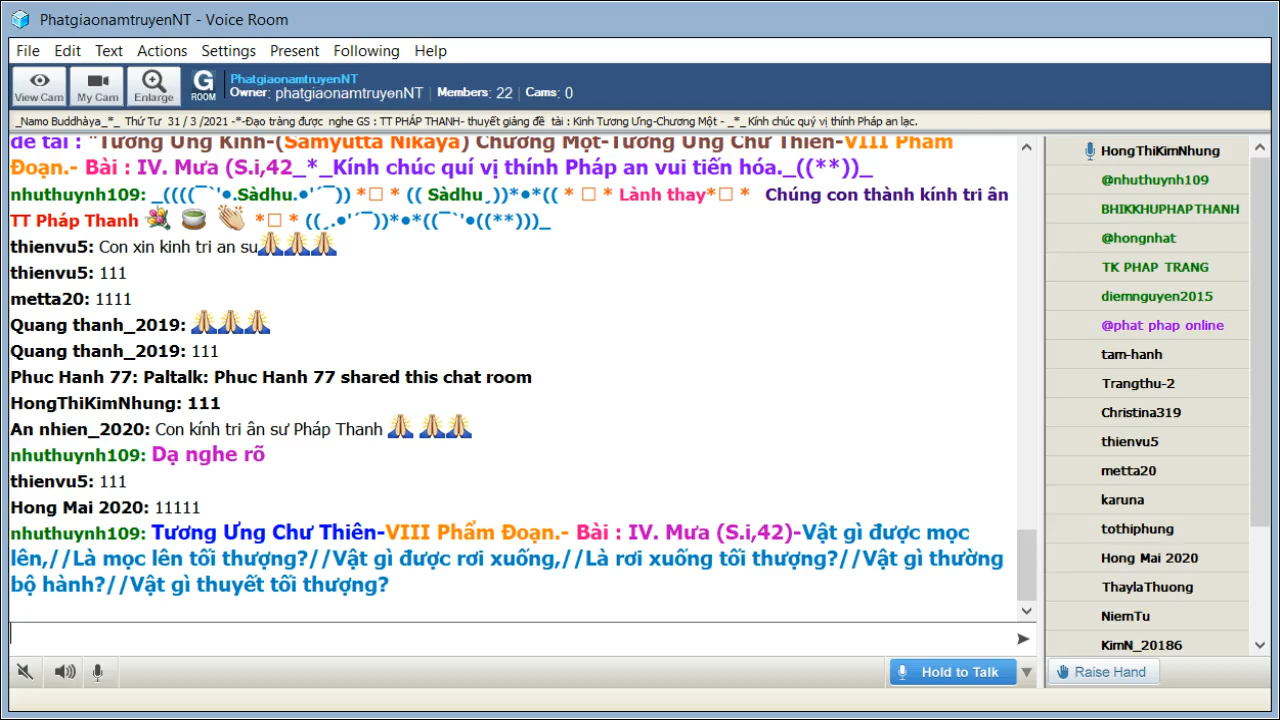 PhatgiaonamtruyenNT - Voice Room
File Edit Text Actions Settings Present Following Help
View Cam My Cam Enlarge G ROOM
PhatgiaonamtruyenNT
Owner: phatgiaonamtruyenNT | Members: 22 | Cams: 0
_Namo Buddhàya_*_ Thứ Tư 31 / 3 /2021 -*-Đạo tràng được nghe GS : TT PHÁP THANH- thuyết giảng đề tài : Kinh Tương Ưng-Chương Một - _*_Kính chúc quý vị thính Pháp an lạc.
đề tài : "Tương Ưng Kinh-(Samyutta Nikaya) Chương Một-Tương Ưng Chư Thiên-VIII Phẩm
Đoạn.- Bài : IV. Mưa (S.i,42_*_Kính chúc quí vị thính Pháp an vui tiến hóa._((**))_
nhuthuynh109: _((((¯`'•.Sàdhu.•'´¯)) *□ * (( Sàdhu¸))*•*(( * □ * Lành thay*□ * Chúng con thành kính tri ân
TT Pháp Thanh *□ * ((¸.•'´¯))*•*((¯`'•((**)))_
thienvu5: Con xin kinh tri an su
thienvu5: 111
metta20: 1111
Quang thanh_2019:
Quang thanh_2019: 111
Phuc Hanh 77: Paltalk: Phuc Hanh 77 shared this chat room
HongThiKimNhung: 111
An nhien_2020: Con kính tri ân sư Pháp Thanh
nhuthuynh109: Dạ nghe rõ
thienvu5: 111
Hong Mai 2020: 11111
nhuthuynh109: Tương Ưng Chư Thiên-VIII Phẩm Đoạn.- Bài : IV. Mưa (S.i,42)-Vật gì được mọc
lên,//Là mọc lên tối thượng?//Vật gì được rơi xuống,//Là rơi xuống tối thượng?//Vật gì thường
bộ hành?//Vật gì thuyết tối thượng?
HongThiKimNhung
@nhuthuynh109
BHIKKHUPHAPTHANH
@hongnhat
TK PHAP TRANG
diemnguyen2015
@phat phap online
tam-hanh
Trangthu-2
Christina319
thienvu5
metta20
karuna
tothiphung
Hong Mai 2020
ThaylaThuong
NiemTu
KimN_20186
Hold to Talk
Raise Hand